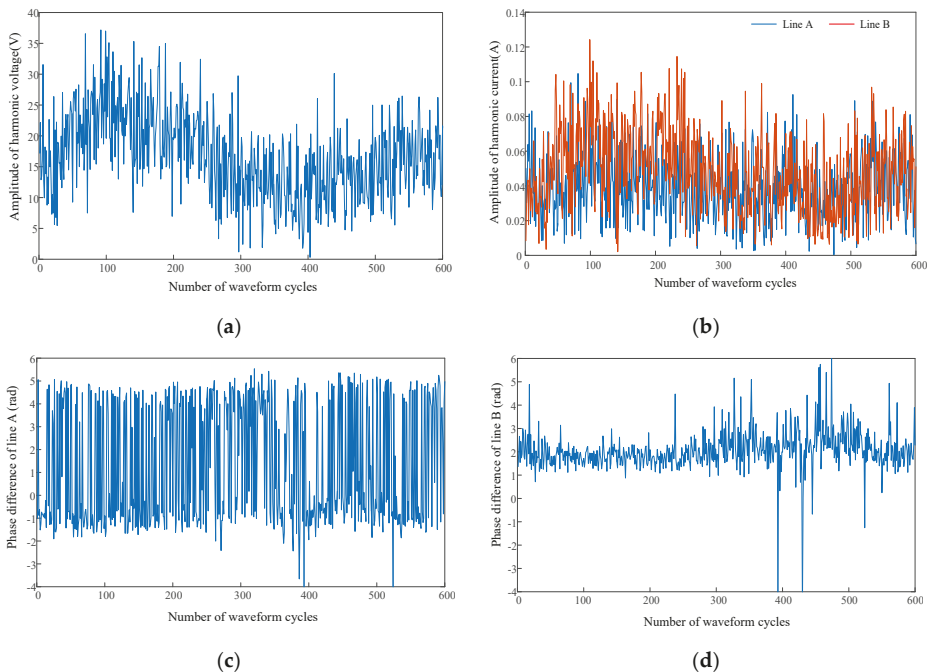 40
35
30
25
20
15
10
5
0
Amplitude of harmonic voltage(V)
0 100 200 300 400 500 600
Number of waveform cycles
(a)
0.14
0.12
0.1
0.08
0.06
0.04
0.02
0
Amplitude of harmonic current(A)
Line A Line B
0 100 200 300 400 500 600
Number of waveform cycles
(b)
6
5
4
3
2
1
0
-1
-2
-3
-4
Phase difference of line A (rad)
0 100 200 300 400 500 600
Number of waveform cycles
(c)
6
5
4
3
2
1
0
-1
-2
-3
-4
Phase difference of line B (rad)
0 100 200 300 400 500 600
Number of waveform cycles
(d)